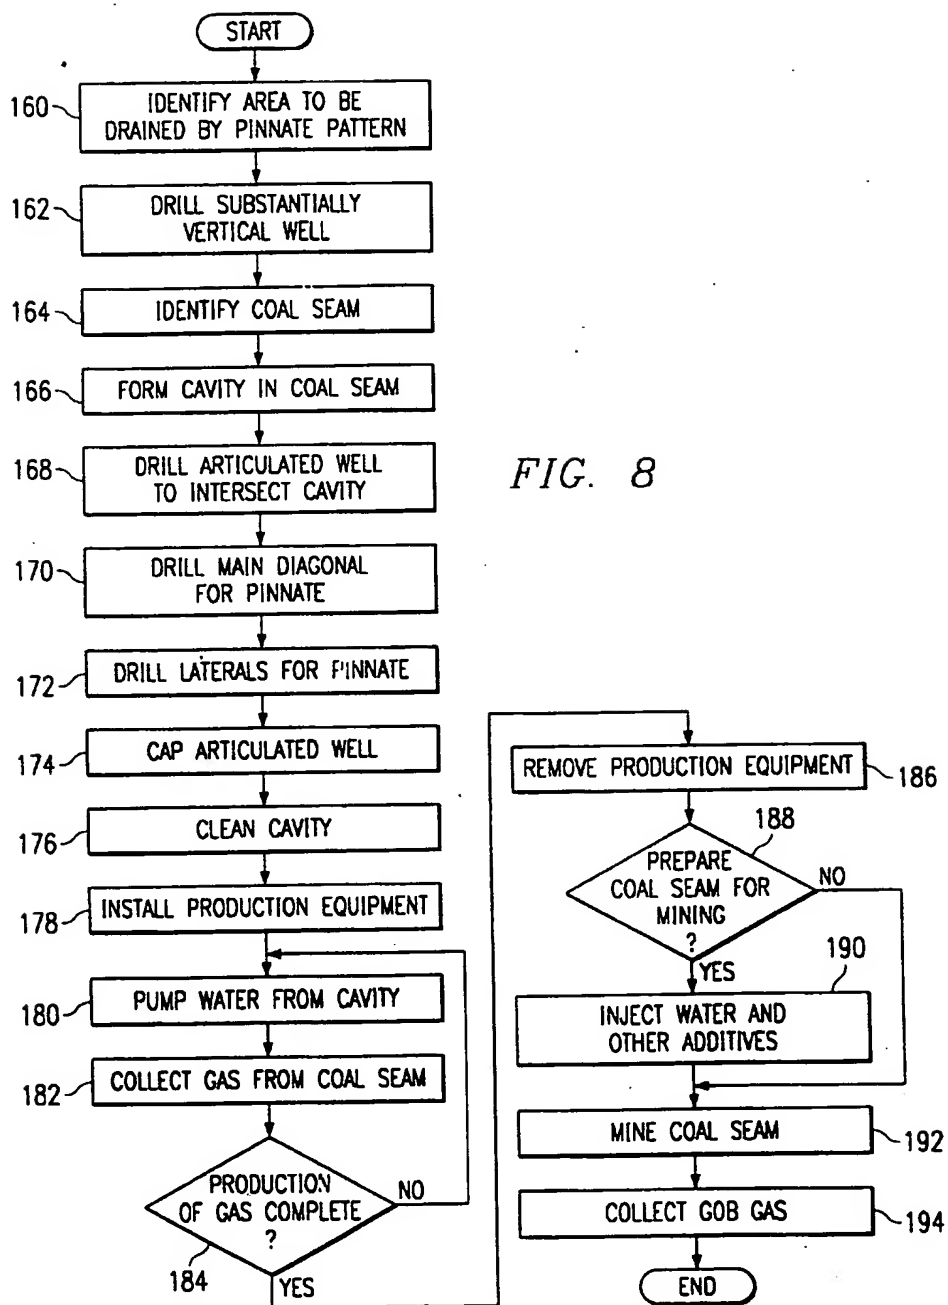 START
160
IDENTIFY AREA TO BE
DRAINED BY PINNATE PATTERN
162
DRILL SUBSTANTIALLY
VERTICAL WELL
164
IDENTIFY COAL SEAM
166
FORM CAVITY IN COAL SEAM
168
DRILL ARTICULATED WELL
TO INTERSECT CAVITY
170
DRILL MAIN DIAGONAL
FOR PINNATE
172
DRILL LATERALS FOR PINNATE
174
CAP ARTICULATED WELL
176
CLEAN CAVITY
178
INSTALL PRODUCTION EQUIPMENT
180
PUMP WATER FROM CAVITY
182
COLLECT GAS FROM COAL SEAM
PRODUCTION
OF GAS COMPLETE
?
NO
184
YES
FIG. 8
REMOVE PRODUCTION EQUIPMENT
186
188
PREPARE
COAL SEAM FOR
MINING
?
NO
YES
190
INJECT WATER AND
OTHER ADDITIVES
MINE COAL SEAM
192
COLLECT GOB GAS
194
END